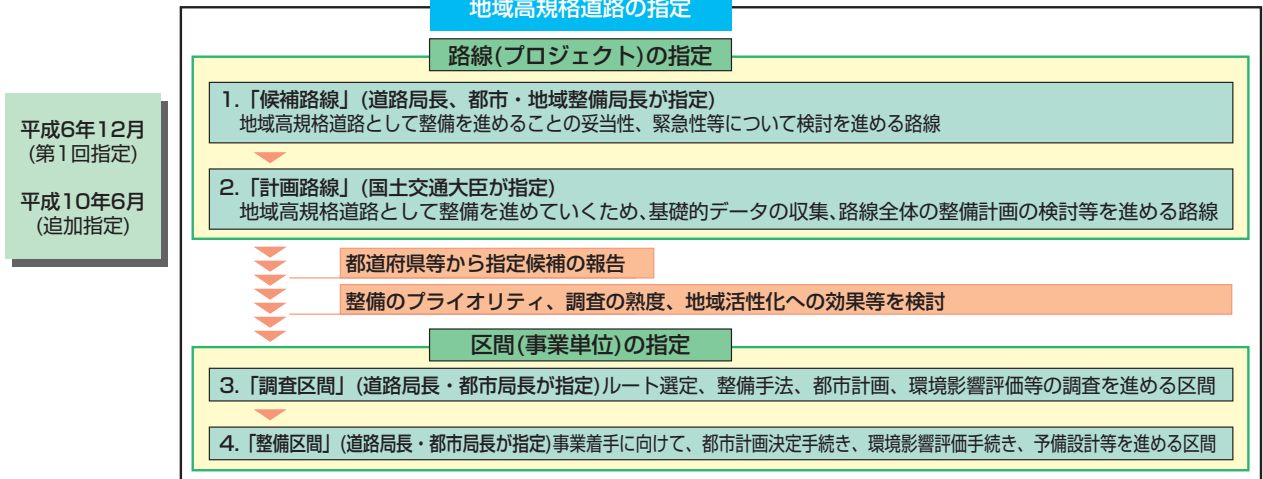 地域高規格道路の指定
路線(プロジェクト)の指定
1.「候補路線」(道路局長、都市・地域整備局長が指定)
地域高規格道路として整備を進めることの妥当性、緊急性等について検討を進める路線
平成6年12月
(第1回指定)
平成10年6月
(追加指定)
2.「計画路線」(国土交通大臣が指定)
地域高規格道路として整備を進めていくため、基礎的データの収集、路線全体の整備計画の検討等を進める路線
都道府県等から指定候補の報告
整備のプライオリティ、調査の熟度、地域活性化への効果等を検討
区間(事業単位)の指定
3.「調査区間」(道路局長・都市局長が指定)ルート選定、整備手法、都市計画、環境影響評価等の調査を進める区間
4.「整備区間」(道路局長・都市局長が指定)事業着手に向けて、都市計画決定手続き、環境影響評価手続き、予備設計等を進める区間